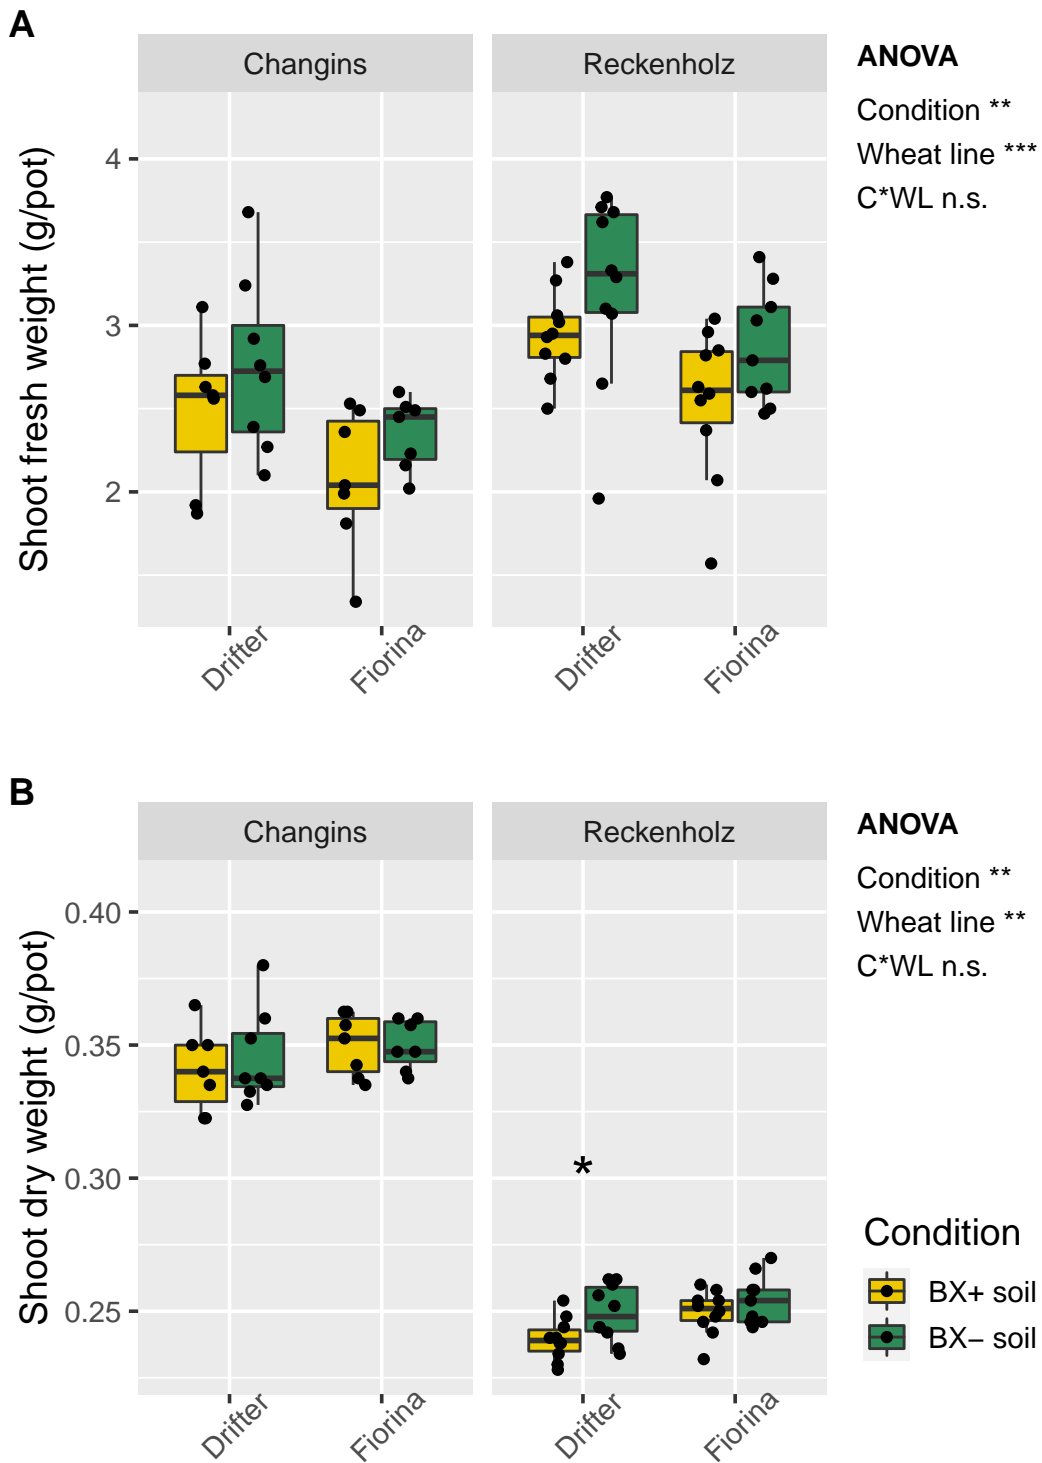 A
Changins
Reckenholz
ANOVA
Condition **
Wheat line ***
C*WL n.s.
Shoot fresh weight (g/pot)
4
3
2
Drifter
Fiorina
Drifter
Fiorina
B
Changins
Reckenholz
ANOVA
Condition **
Wheat line **
C*WL n.s.
Shoot dry weight (g/pot)
0.40
0.35
0.30
0.25
*
Drifter
Fiorina
Drifter
Fiorina
Condition
BX+ soil
BX− soil